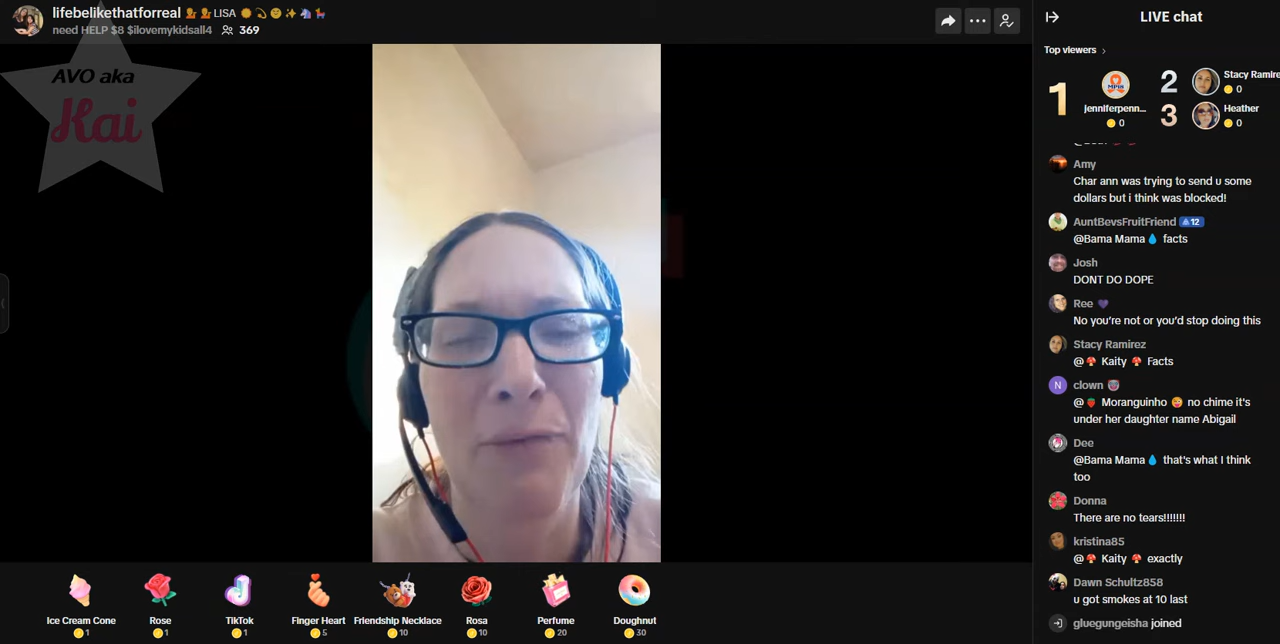 lifebelikethatforreal 💁 💁 LISA 🌞 💫 🌝 ✨ 🦄 🎠
need HELP $8 $ilovemykidsall4 369
AVO aka
Kai
LIVE chat
Top viewers ›
1 jenniferpenn... 0
2 Stacy Ramire 0
3 Heather 0
Amy
Char ann was trying to send u some
dollars but i think was blocked!
AuntBevsFruitFriend 12
@Bama Mama 💧 facts
Josh
DONT DO DOPE
Ree 🖤
No you're not or you'd stop doing this
Stacy Ramirez
@🍄 Kaity 🍄 Facts
N clown
@🍓 Moranguinho 🍓 no chime it's
under her daughter name Abigail
Dee
@Bama Mama 💧 that's what I think
too
Donna
There are no tears!!!!!!!
kristina85
@🍄 Kaity 🍄 exactly
Dawn Schultz858
u got smokes at 10 last
gluegungeisha joined
Ice Cream Cone
1
Rose
1
TikTok
1
Finger Heart
5
Friendship Necklace
10
Rosa
10
Perfume
20
Doughnut
30